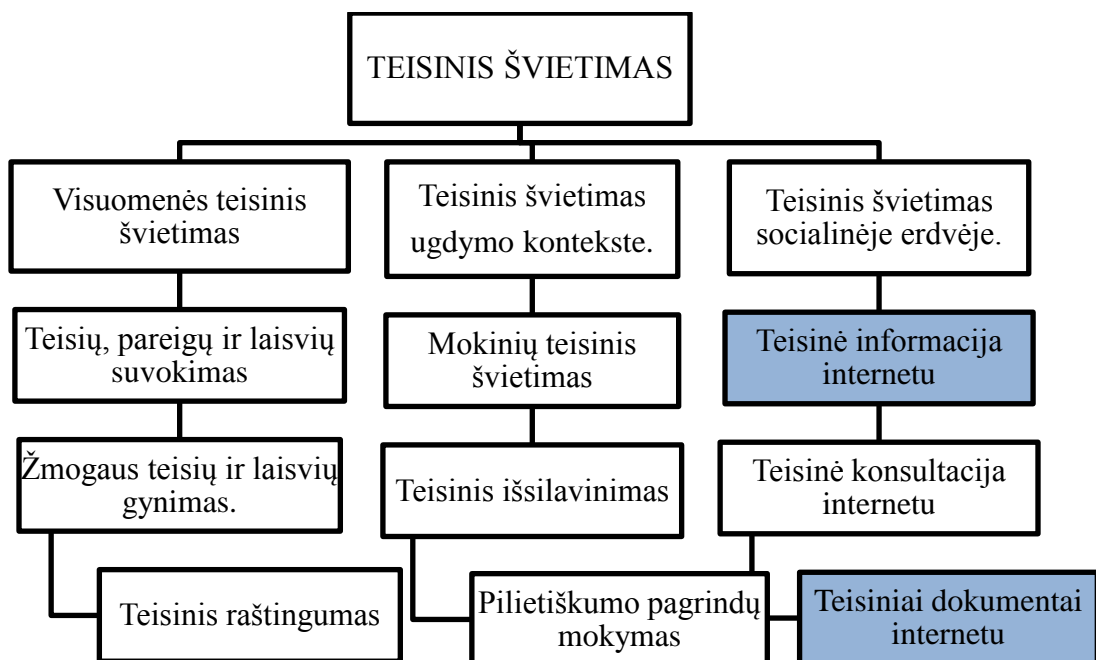 TEISINIS ŠVIETIMAS
Visuomenės teisinis
švietimas
Teisinis švietimas
ugdymo kontekste.
Teisinis švietimas
socialinėje erdvėje.
Teisių, pareigų ir laisvių
suvokimas
Mokinių teisinis
švietimas
Teisinė informacija
internetu
Žmogaus teisių ir laisvių
gynimas.
Teisinis išsilavinimas
Teisinė konsultacija
internetu
Teisinis raštingumas
Pilietiškumo pagrindų
mokymas
Teisiniai dokumentai
internetu